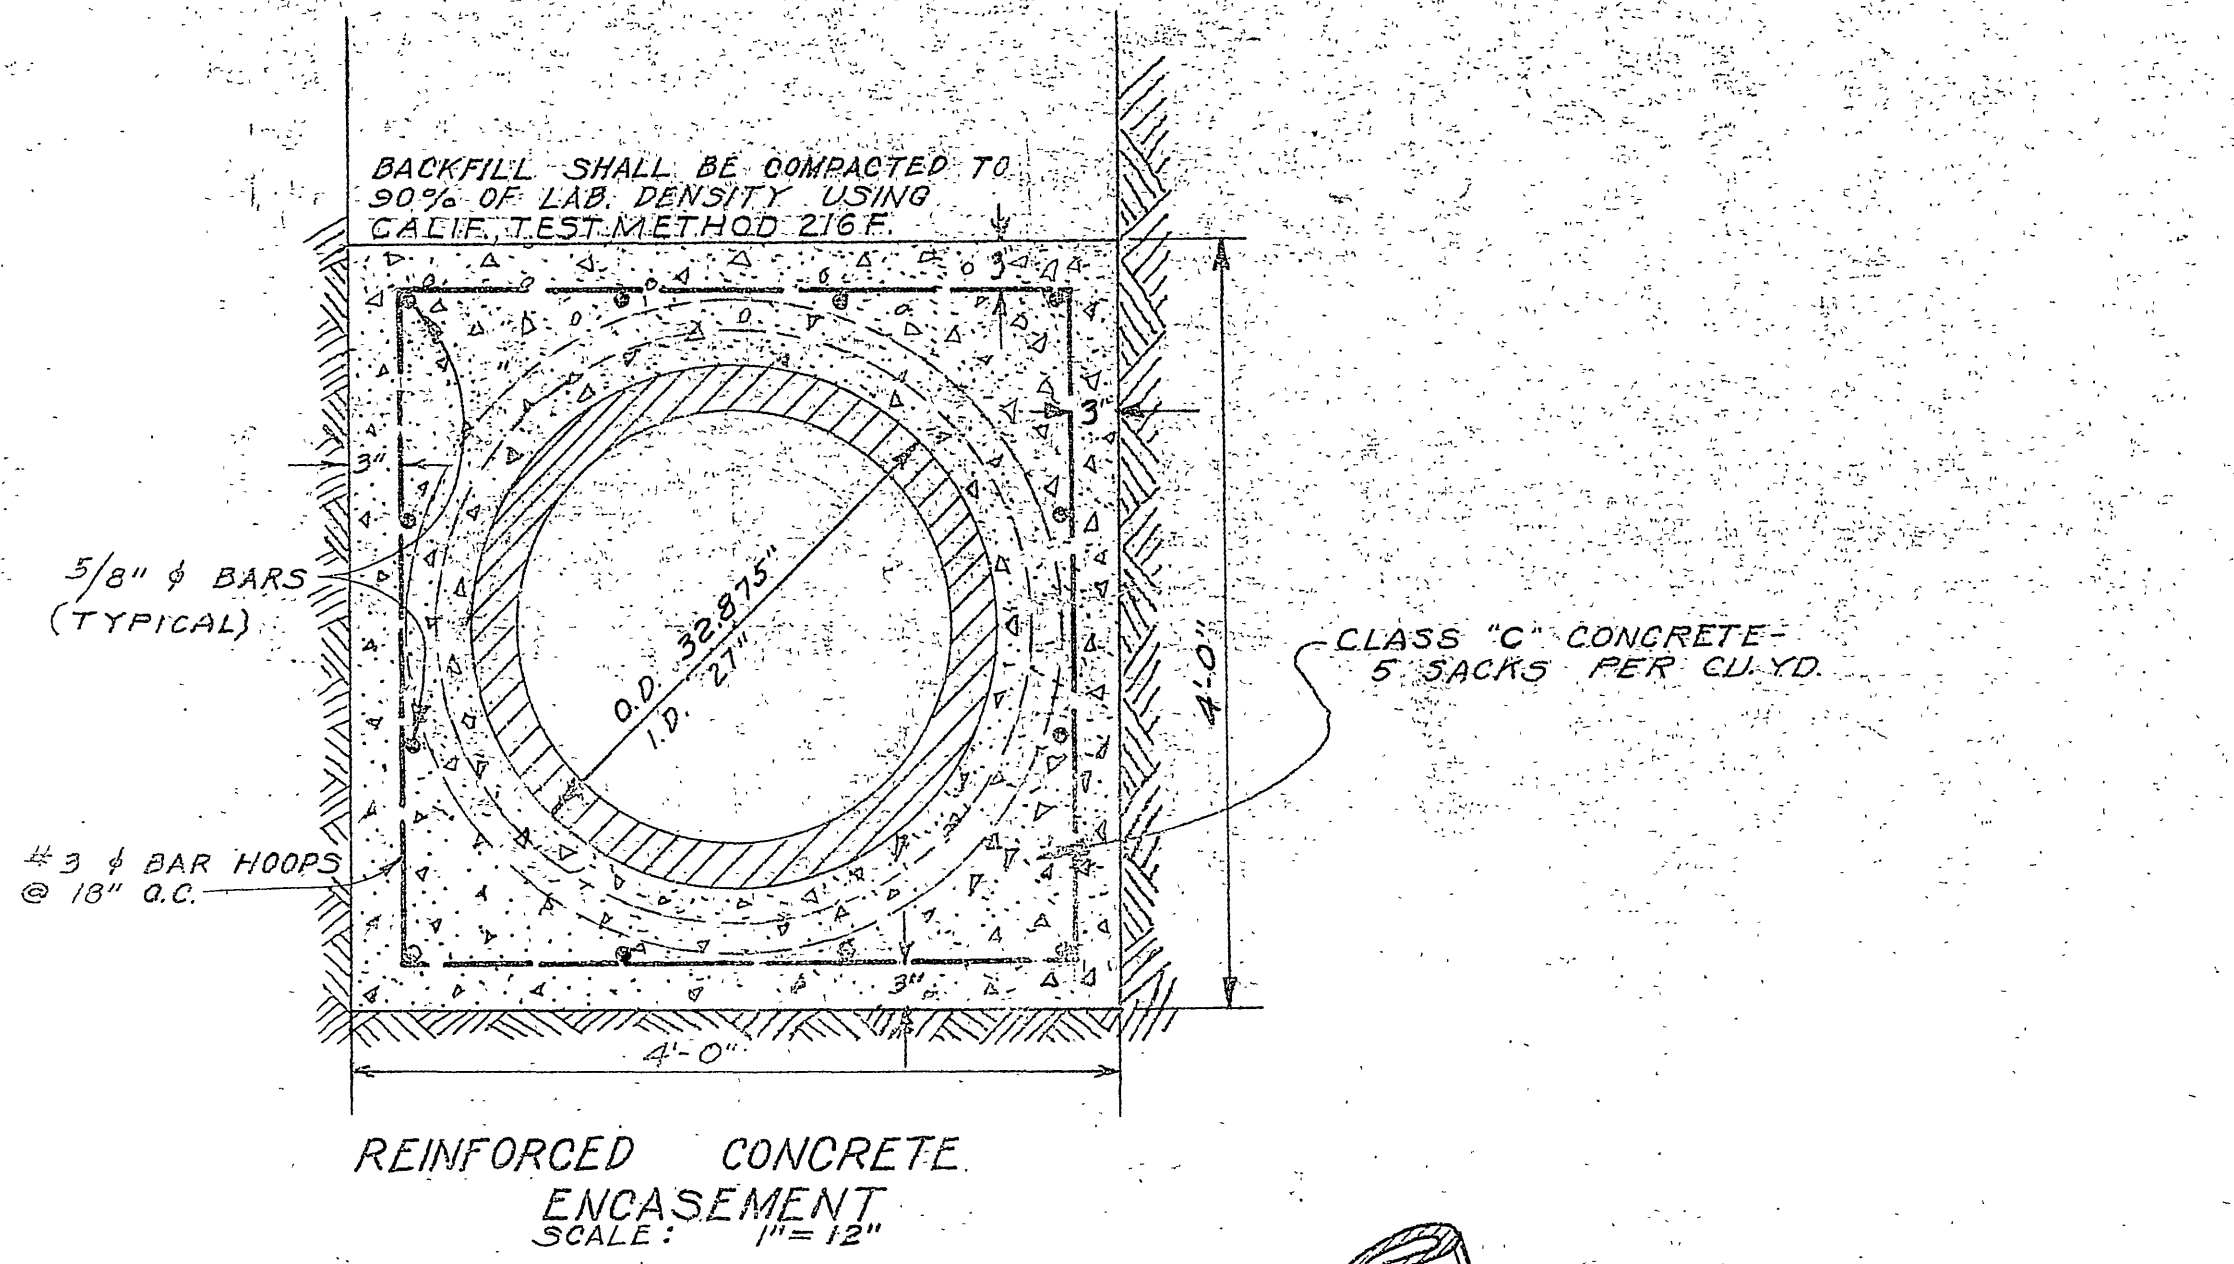 BACKFILL SHALL BE COMPACTED TO
90% OF LAB. DENSITY USING
CALIF. TEST METHOD 216 F.
3"
3"
3"
5/8" ⌀ BARS
(TYPICAL)
O.D. 32.875"
I.D. 27"
4'-0"
CLASS "C" CONCRETE-
5 SACKS PER CU. YD.
#3 ⌀ BAR HOOPS
@ 18" O.C.
3"
4'-0"
REINFORCED CONCRETE
ENCASEMENT
SCALE: 1"=12"